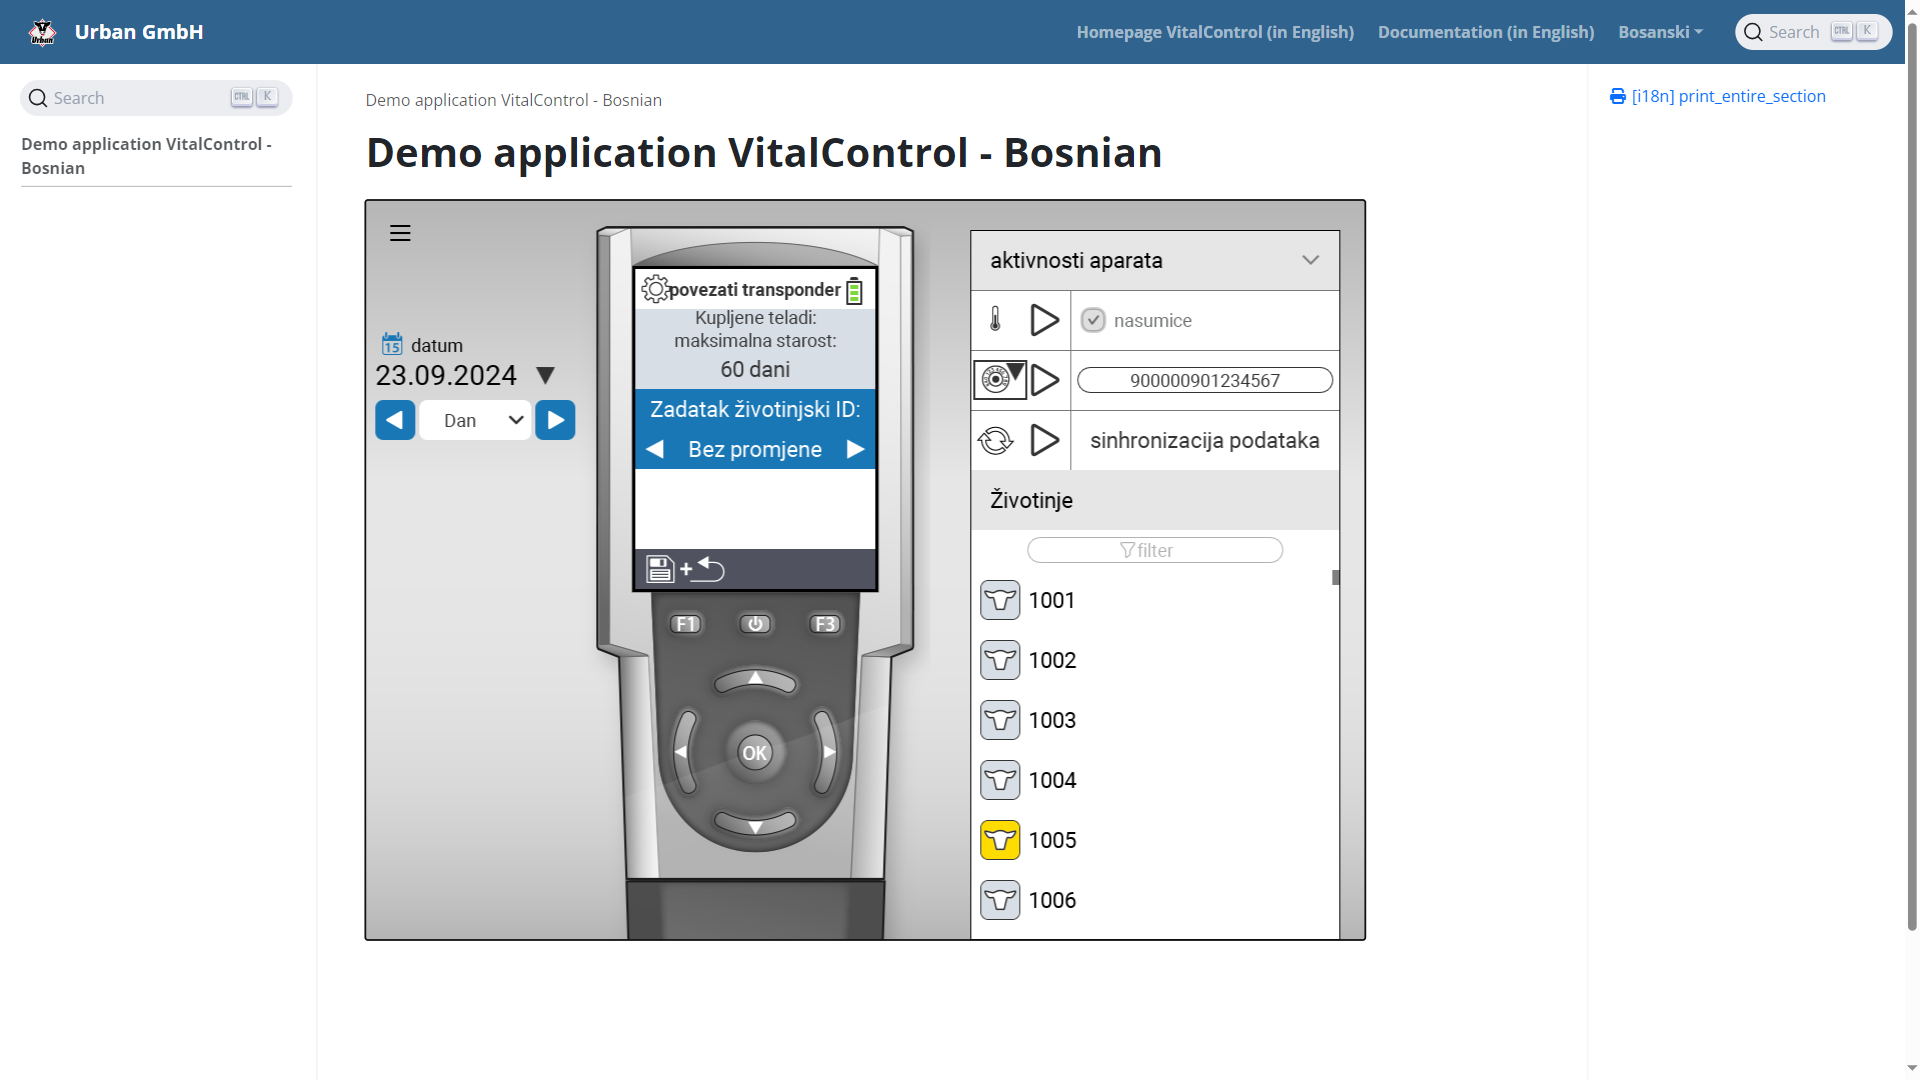 Urban GmbH
Homepage VitalControl (in English)
Documentation (in English)
Bosanski
Search CTRL K
Search CTRL K
Demo application VitalControl -
Bosnian
Demo application VitalControl - Bosnian
[i18n] print_entire_section
Demo application VitalControl - Bosnian
15 datum
23.09.2024
Dan
povezati transponder
Kupljene teladi:
maksimalna starost:
60 dani
Zadatak životinjski ID:
Bez promjene
+
F1
F3
OK
aktivnosti aparata
nasumice
900000901234567
sinhronizacija podataka
Životinje
filter
1001
1002
1003
1004
1005
1006